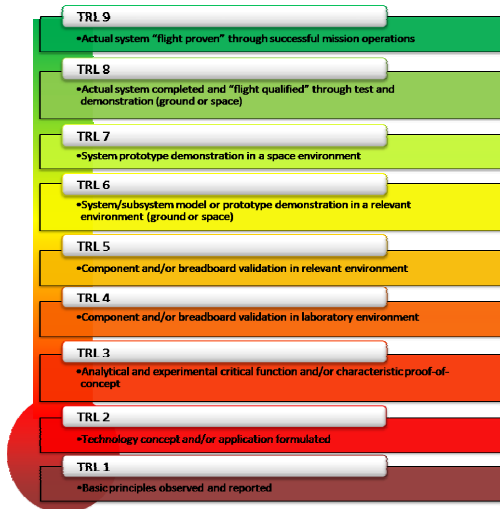 TRL 9
•Actual system “flight proven” through successful mission operations
TRL 8
•Actual system completed and “flight qualified” through test and
demonstration (ground or space)
TRL 7
•System prototype demonstration in a space environment
TRL 6
•System/subsystem model or prototype demonstration in a relevant
environment (ground or space)
TRL 5
•Component and/or breadboard validation in relevant environment
TRL 4
•Component and/or breadboard validation in laboratory environment
TRL 3
•Analytical and experimental critical function and/or characteristic proof-of-
concept
TRL 2
•Technology concept and/or application formulated
TRL 1
•Basic principles observed and reported